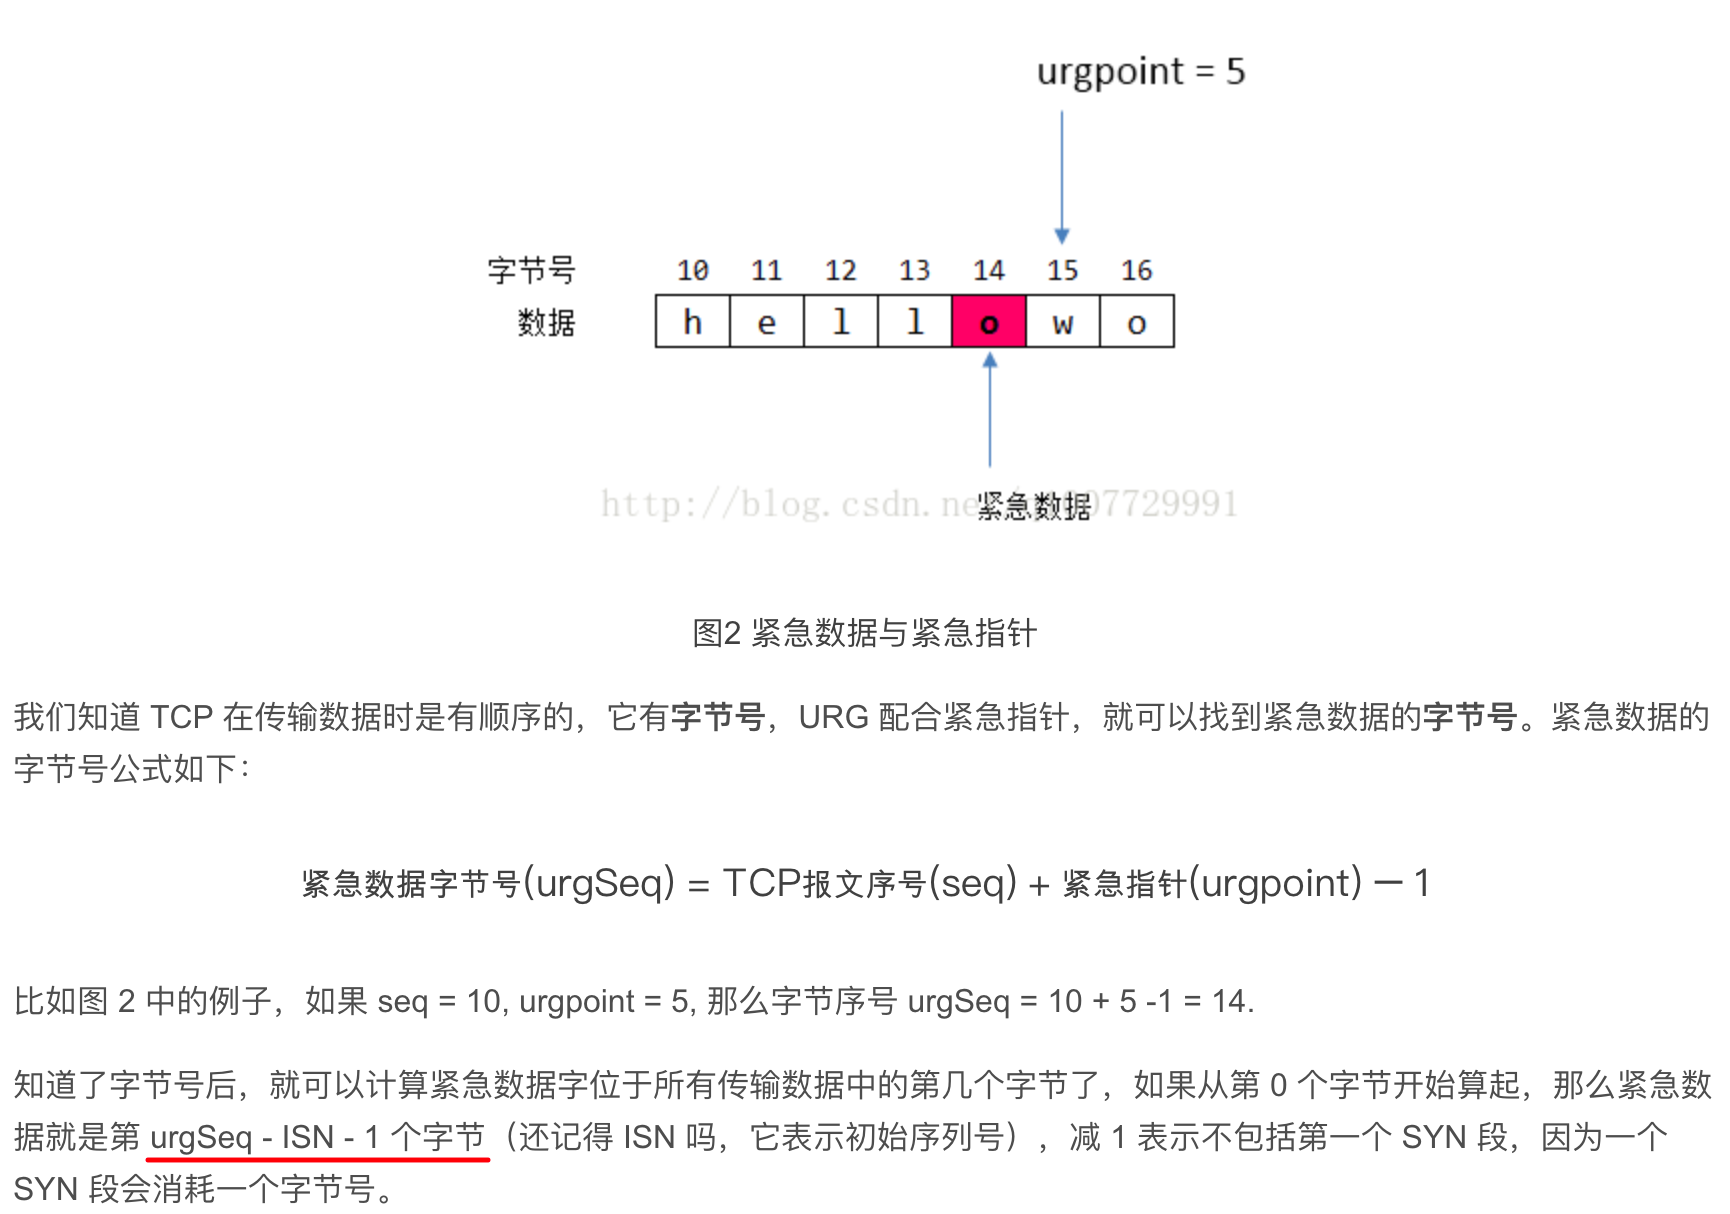 urgpoint = 5
字节号 10 11 12 13 14 15 16
数据 h e l l o w o
http://blog.csdn.ne 07729991
紧急数据
图2 紧急数据与紧急指针
我们知道 TCP 在传输数据时是有顺序的，它有字节号，URG 配合紧急指针，就可以找到紧急数据的字节号。紧急数据的
字节号公式如下：
紧急数据字节号(urgSeq) = TCP报文序号(seq) + 紧急指针(urgpoint) − 1
比如图 2 中的例子，如果 seq = 10, urgpoint = 5, 那么字节序号 urgSeq = 10 + 5 -1 = 14.
知道了字节号后，就可以计算紧急数据字位于所有传输数据中的第几个字节了，如果从第 0 个字节开始算起，那么紧急数
据就是第 urgSeq - ISN - 1 个字节（还记得 ISN 吗，它表示初始序列号），减 1 表示不包括第一个 SYN 段，因为一个
SYN 段会消耗一个字节号。